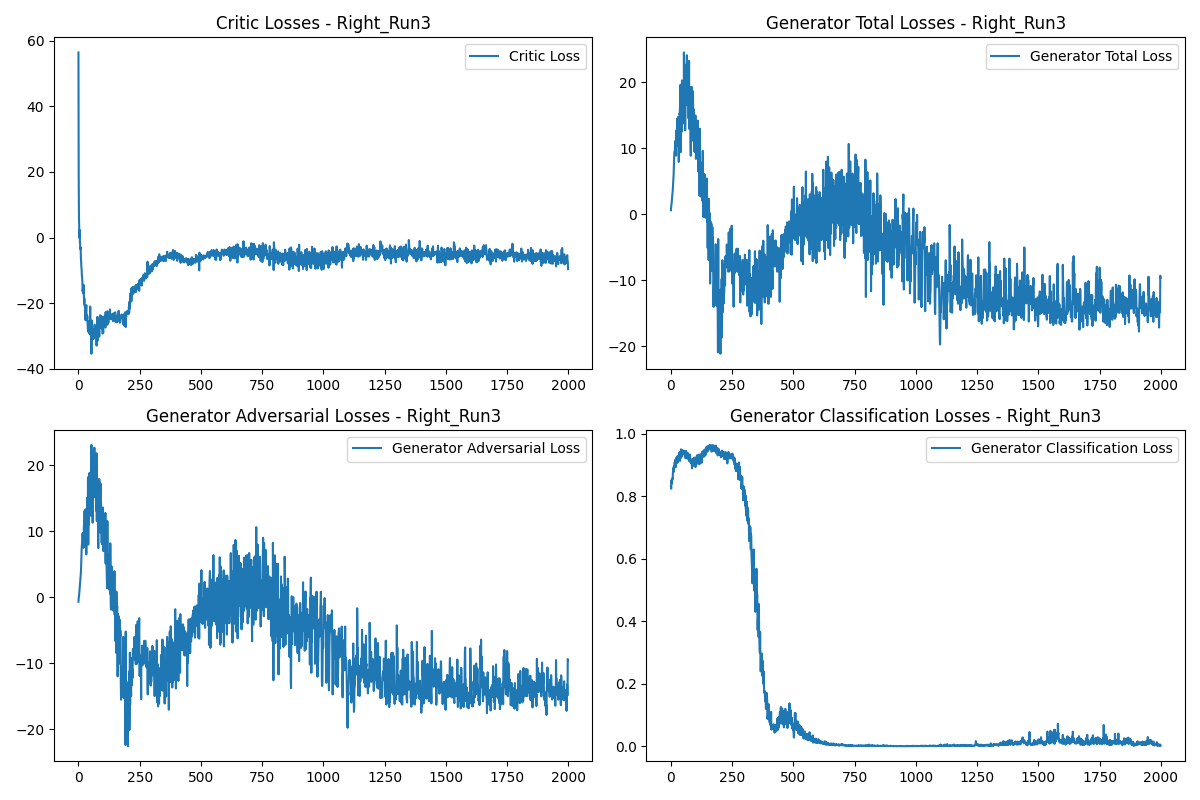 Critic Losses - Right_Run3
Critic Loss
60
40
20
0
−20
−40
0 250 500 750 1000 1250 1500 1750 2000
Generator Total Losses - Right_Run3
Generator Total Loss
20
10
0
−10
−20
0 250 500 750 1000 1250 1500 1750 2000
Generator Adversarial Losses - Right_Run3
Generator Adversarial Loss
20
10
0
−10
−20
0 250 500 750 1000 1250 1500 1750 2000
Generator Classification Losses - Right_Run3
Generator Classification Loss
1.0
0.8
0.6
0.4
0.2
0.0
0 250 500 750 1000 1250 1500 1750 2000